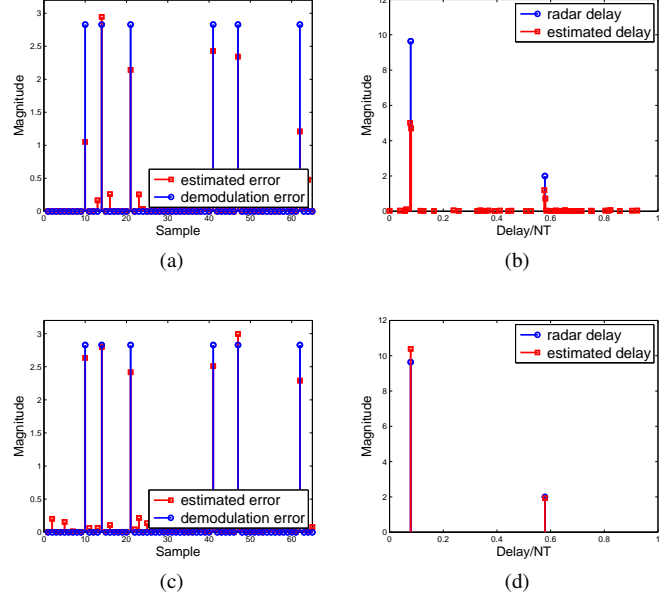 3
2.5
2
1.5
1
0.5
0
0 10 20 30 40 50 60
Magnitude
Sample
estimated error
demodulation error
(a)
12
10
8
6
4
2
0
0 0.2 0.4 0.6 0.8 1
Magnitude
Delay/NT
radar delay
estimated delay
(b)
3
2.5
2
1.5
1
0.5
0
0 10 20 30 40 50 60
Magnitude
Sample
estimated error
demodulation error
(c)
12
10
8
6
4
2
0
0 0.2 0.4 0.6 0.8 1
Magnitude
Delay/NT
radar delay
estimated delay
(d)